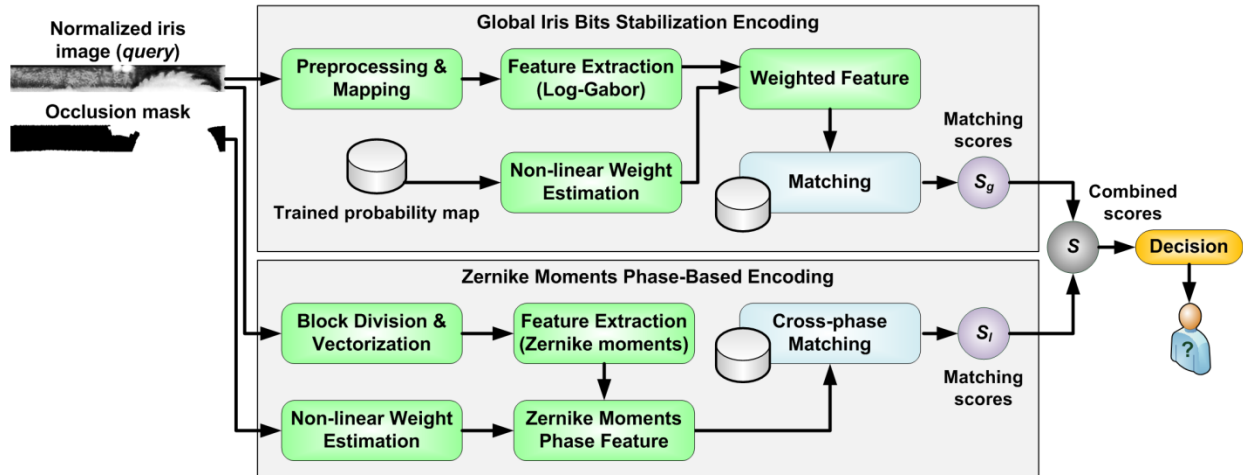 Global Iris Bits Stabilization Encoding
Normalized iris
image (query)
Occlusion mask
Preprocessing &
Mapping
Feature Extraction
(Log-Gabor)
Weighted Feature
Trained probability map
Non-linear Weight
Estimation
Matching
Matching
scores
Sg
Combined
scores
S
Decision
?
Zernike Moments Phase-Based Encoding
Block Division &
Vectorization
Feature Extraction
(Zernike moments)
Cross-phase
Matching
Sl
Matching
scores
Non-linear Weight
Estimation
Zernike Moments
Phase Feature